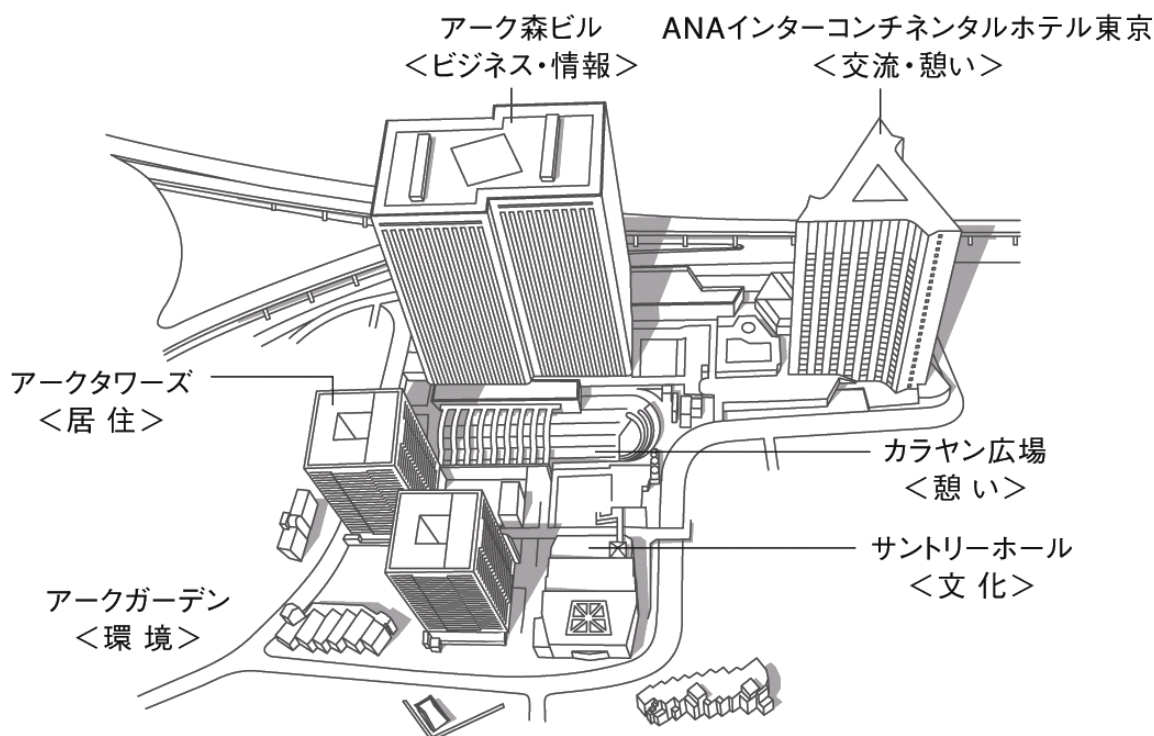 アーク森ビル
＜ビジネス・情報＞
ANAインターコンチネンタルホテル東京
＜交流・憩い＞
アークタワーズ
＜居 住＞
カラヤン広場
＜憩 い＞
サントリーホール
＜文 化＞
アークガーデン
＜環 境＞